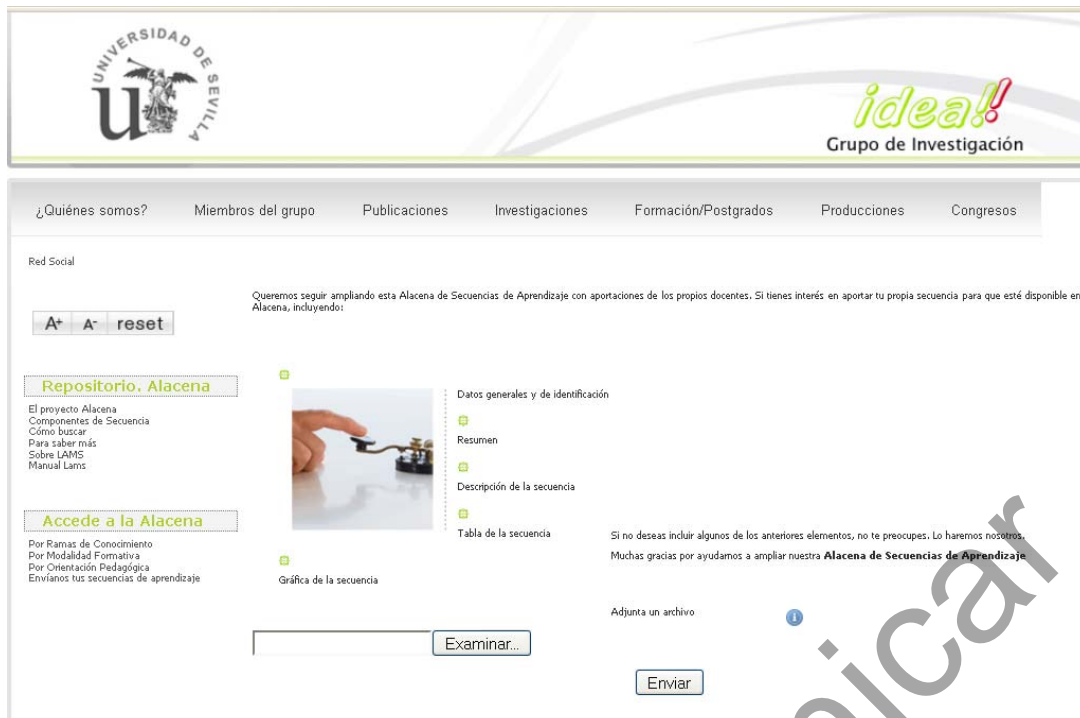 UNIVERSIDAD DE SEVILLA
idea!!
Grupo de Investigación
¿Quiénes somos? Miembros del grupo Publicaciones Investigaciones Formación/Postgrados Producciones Congresos
Red Social
Queremos seguir ampliando esta Alacena de Secuencias de Aprendizaje con aportaciones de los propios docentes. Si tienes interés en aportar tu propia secuencia para que esté disponible en
Alacena, incluyendo:
A+ A- reset
Repositorio. Alacena
El proyecto Alacena
Componentes de Secuencia
Cómo buscar
Para saber más
Sobre LAMS
Manual Lams
Accede a la Alacena
Por Ramas de Conocimiento
Por Modalidad Formativa
Por Orientación Pedagógica
Envíanos tus secuencias de aprendizaje
Datos generales y de identificación
Resumen
Descripción de la secuencia
Tabla de la secuencia
Gráfica de la secuencia
Si no deseas incluir algunos de los anteriores elementos, no te preocupes. Lo haremos nosotros.
Muchas gracias por ayudarnos a ampliar nuestra Alacena de Secuencias de Aprendizaje
Adjunta un archivo
Examinar...
Enviar